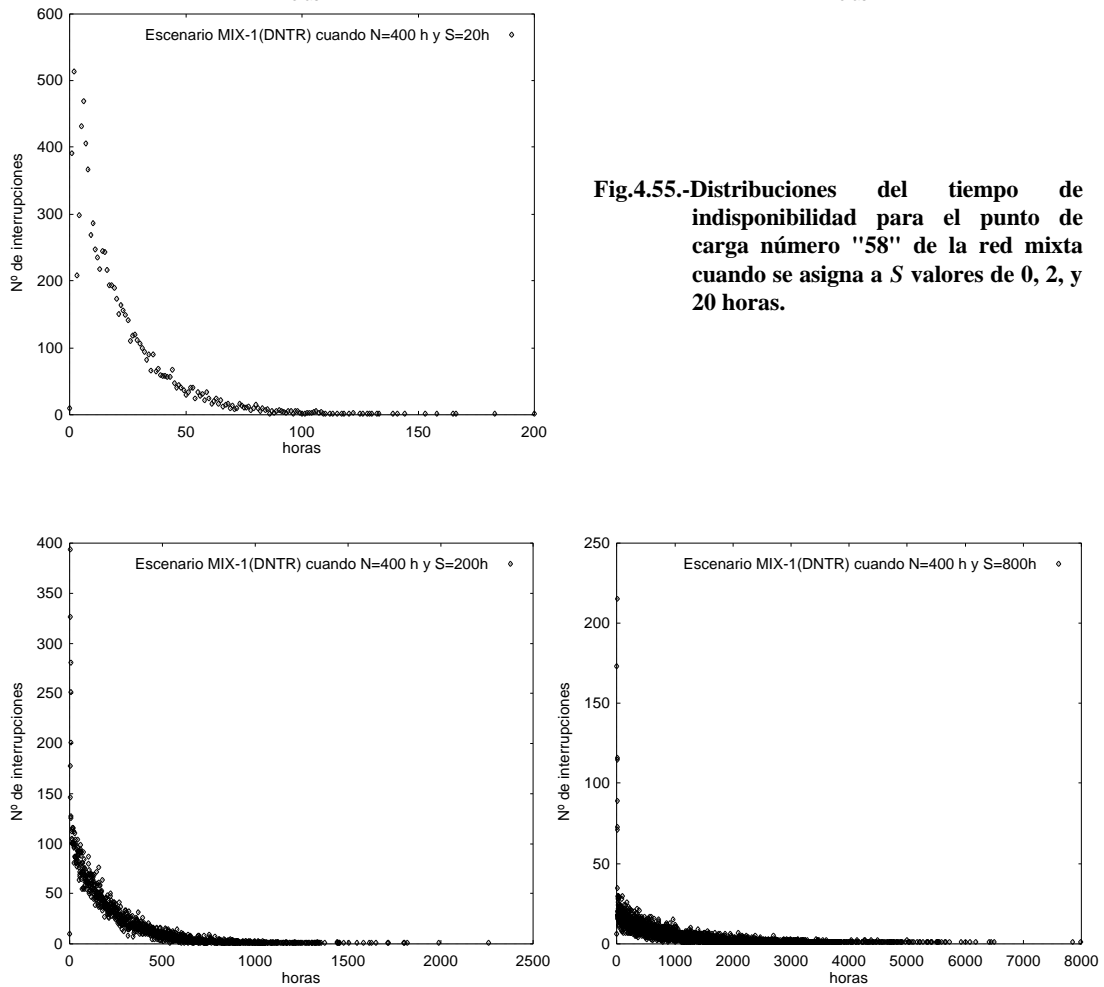 600
500
400
300
200
100
0
Nº de interrupciones
Escenario MIX-1(DNTR) cuando N=400 h y S=20h
0 50 100 150 200
horas
Fig.4.55.-Distribuciones del tiempo de
indisponibilidad para el punto de
carga número "58" de la red mixta
cuando se asigna a S valores de 0, 2, y
20 horas.
400
350
300
250
200
150
100
50
0
Nº de interrupciones
Escenario MIX-1(DNTR) cuando N=400 h y S=200h
0 500 1000 1500 2000 2500
horas
250
200
150
100
50
0
Nº de interrupciones
Escenario MIX-1(DNTR) cuando N=400 h y S=800h
0 1000 2000 3000 4000 5000 6000 7000 8000
horas